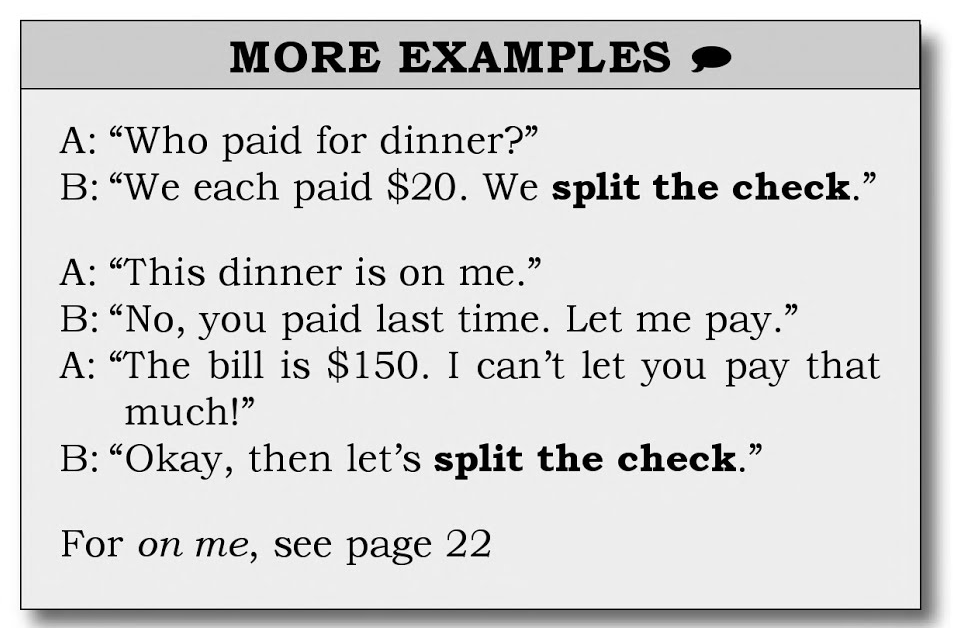 MORE EXAMPLES
A: “Who paid for dinner?”
B: “We each paid $20. We split the check.”
A: “This dinner is on me.”
B: “No, you paid last time. Let me pay.”
A: “The bill is $150. I can’t let you pay that
much!”
B: “Okay, then let’s split the check.”
For on me, see page 22